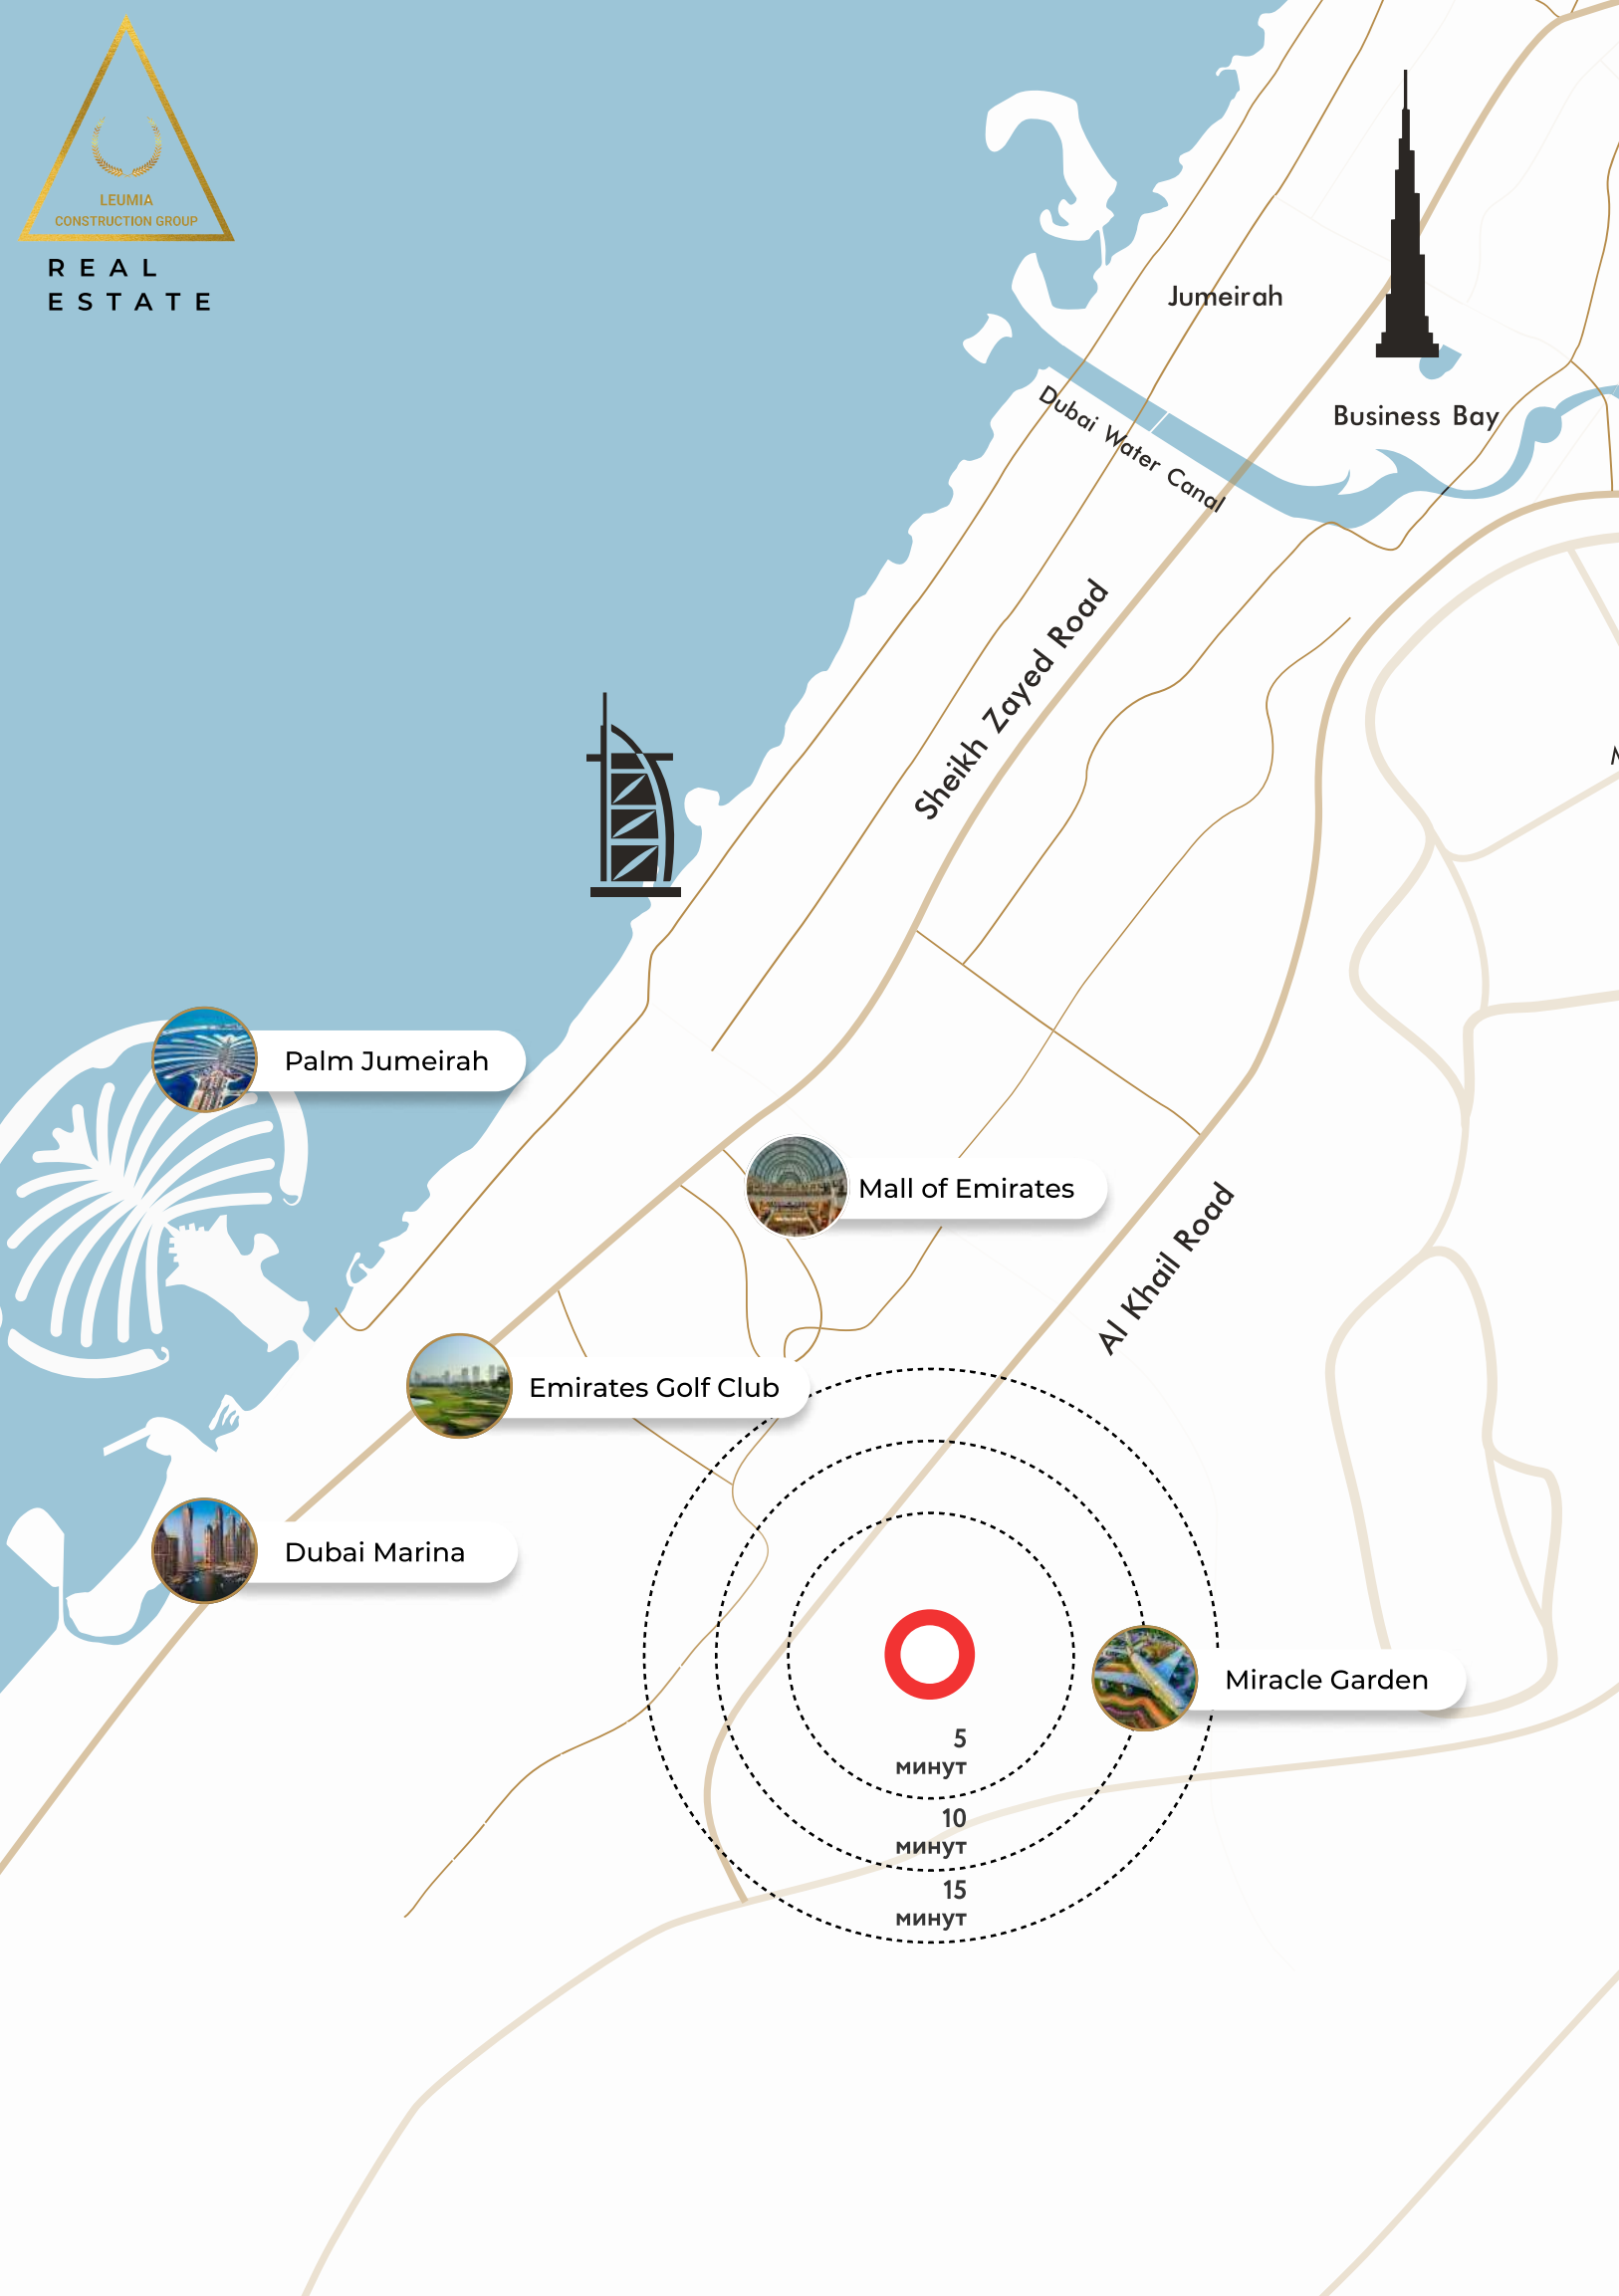 LEUMIA
CONSTRUCTION GROUP
REAL
ESTATE
Jumeirah
Business Bay
Dubai Water Canal
Sheikh Zayed Road
Palm Jumeirah
Mall of Emirates
Al Khail Road
Emirates Golf Club
Dubai Marina
Miracle Garden
5
минут
10
минут
15
минут